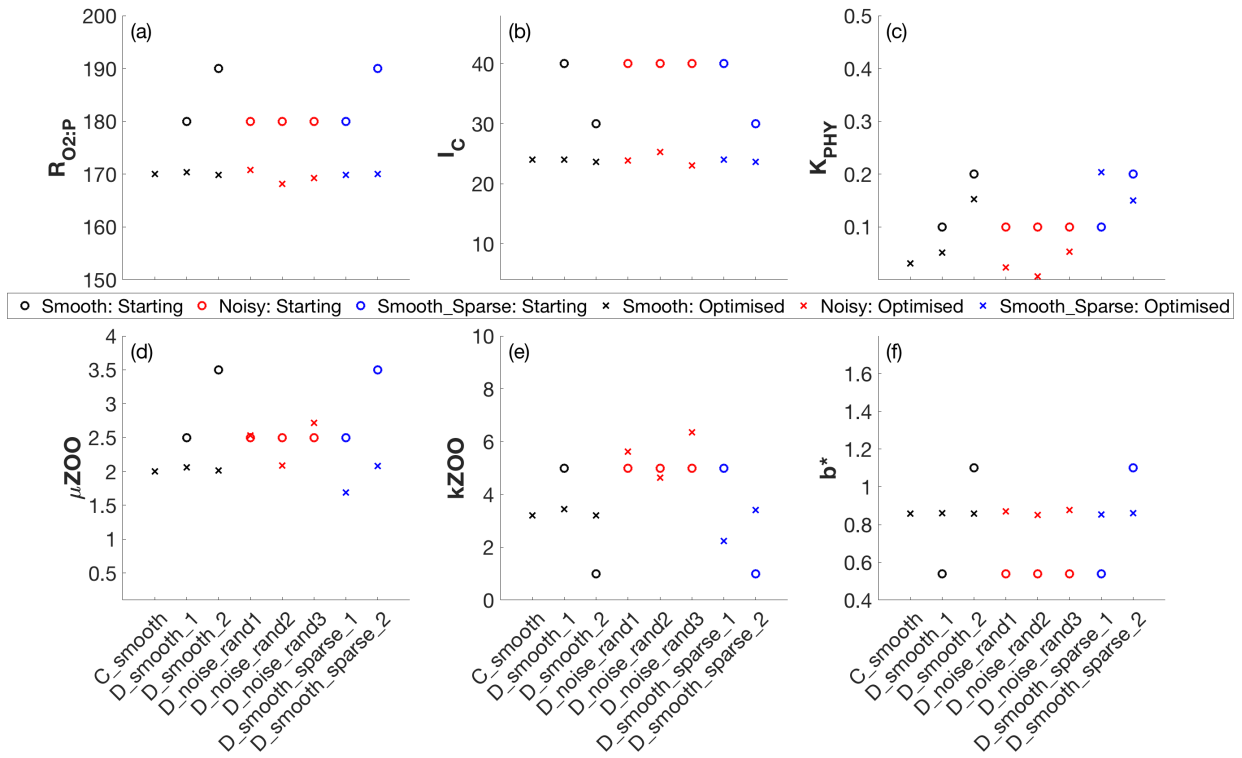 (a)
200
190
180
170
160
150
R_O2:P
(b)
40
30
20
10
I_C
(c)
0.5
0.4
0.3
0.2
0.1
K_PHY
Smooth: Starting Noisy: Starting Smooth_Sparse: Starting Smooth: Optimised Noisy: Optimised Smooth_Sparse: Optimised
(d)
4
3.5
3
2.5
2
1.5
1
0.5
μZOO
C_smooth
D_smooth_1
D_smooth_2
D_noise_rand1
D_noise_rand2
D_noise_rand3
D_smooth_sparse_1
D_smooth_sparse_2
(e)
10
8
6
4
2
0
kZOO
C_smooth
D_smooth_1
D_smooth_2
D_noise_rand1
D_noise_rand2
D_noise_rand3
D_smooth_sparse_1
D_smooth_sparse_2
(f)
1.6
1.4
1.2
1
0.8
0.6
0.4
b*
C_smooth
D_smooth_1
D_smooth_2
D_noise_rand1
D_noise_rand2
D_noise_rand3
D_smooth_sparse_1
D_smooth_sparse_2